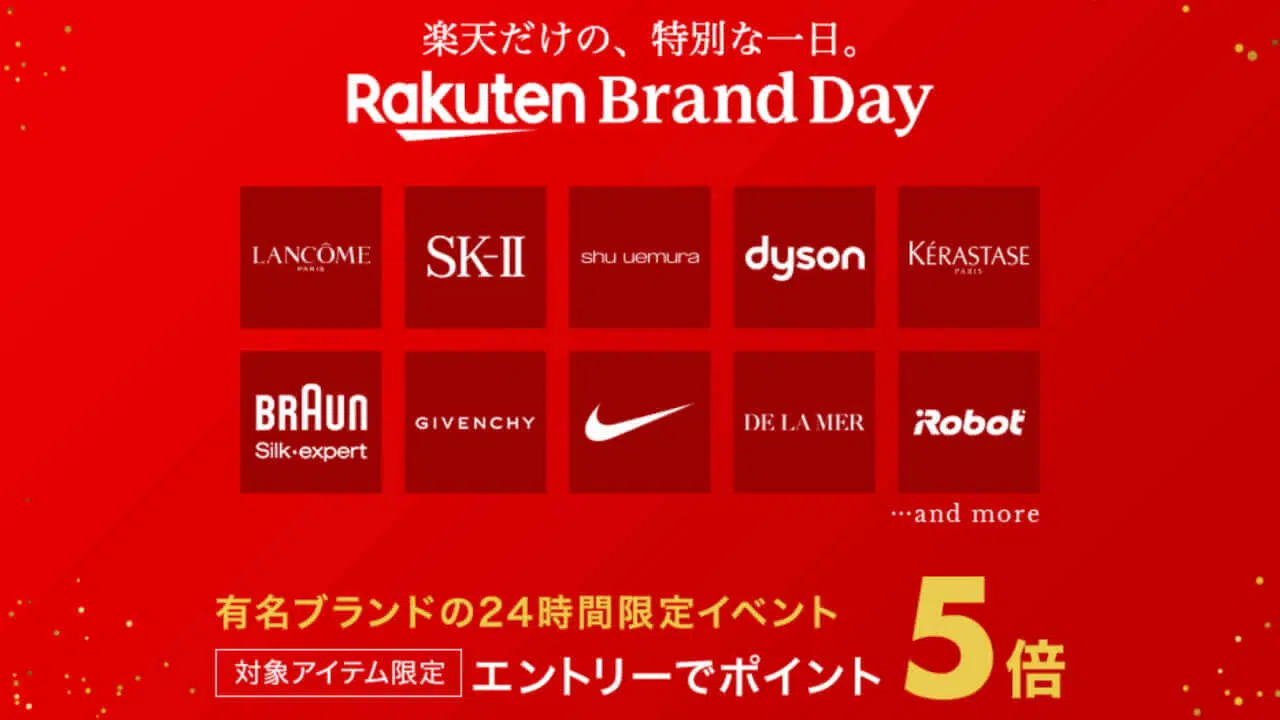 楽天だけの、特別な一日。
Rakuten Brand Day
LANCÔME
PARIS
SK-II
shu uemura
dyson
KÉRASTASE
PARIS
BRAUN
Silk·expert
GIVENCHY
DE LA MER
iRobot
…and more
有名ブランドの24時間限定イベント
対象アイテム限定 エントリーでポイント 5倍